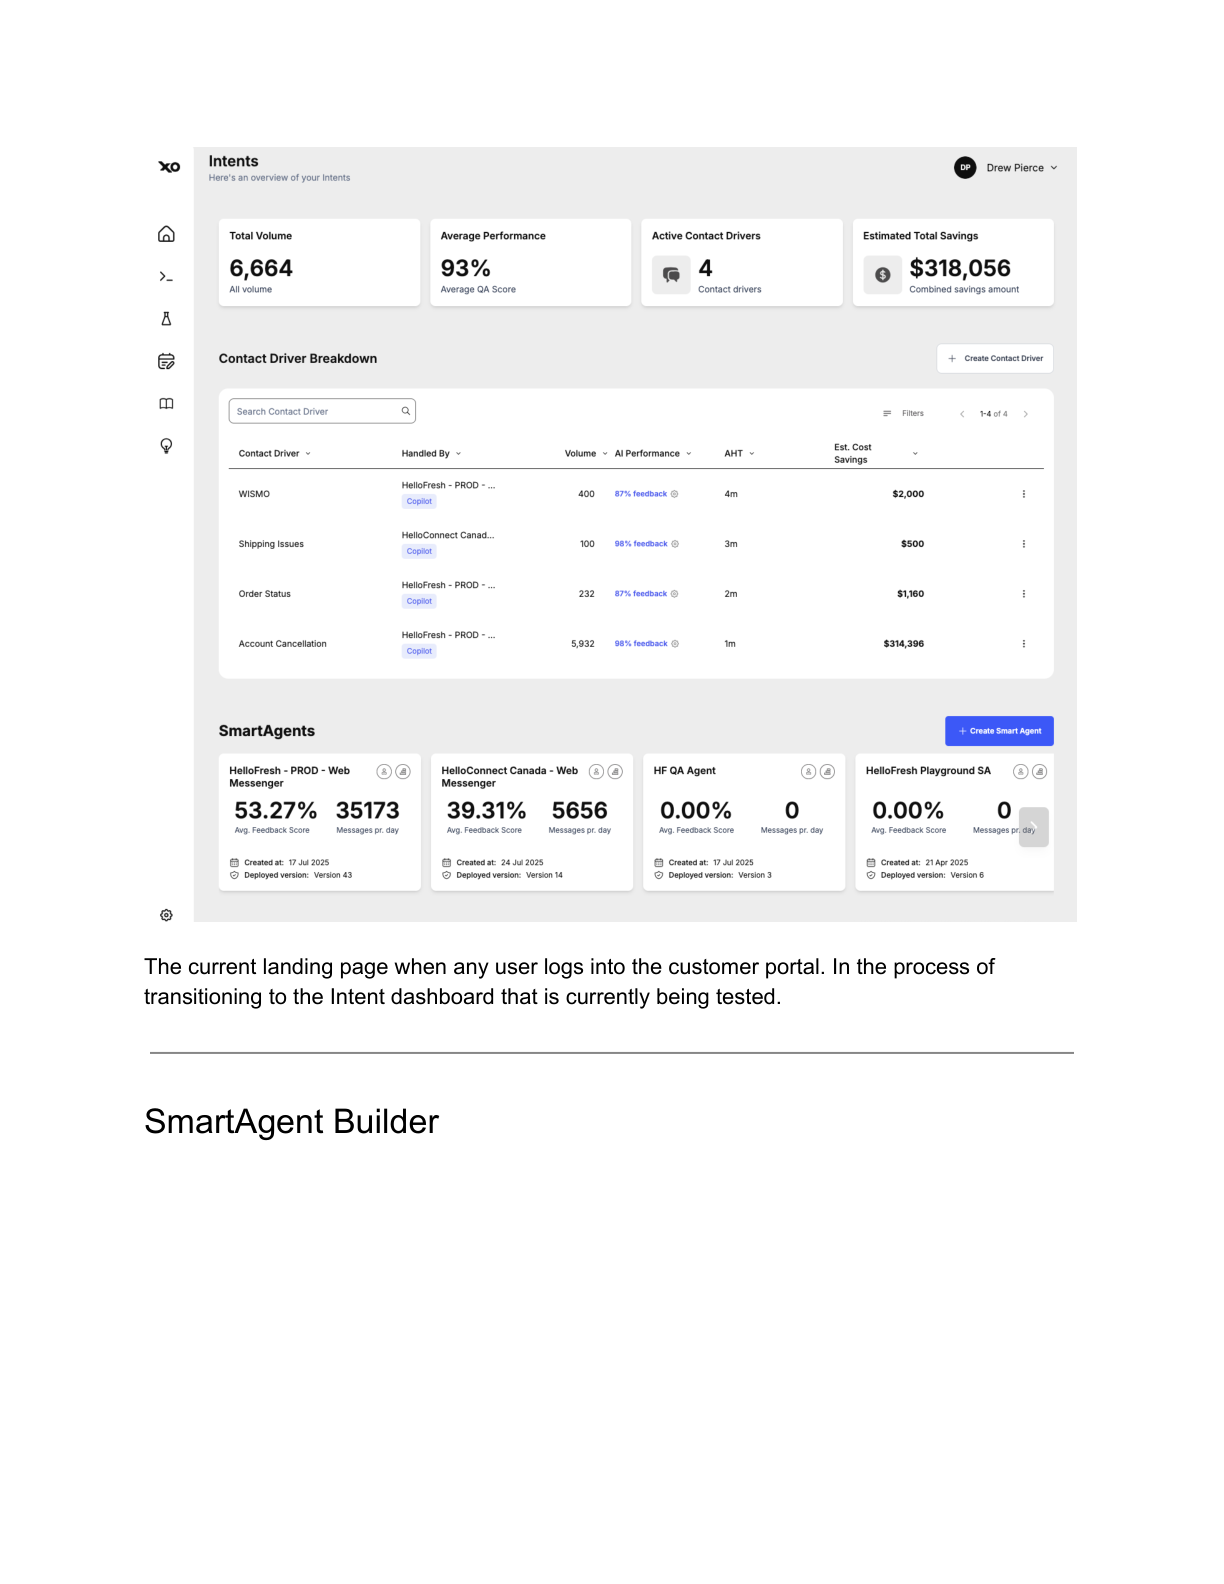 XO
Intents
Here's an overview of your Intents
DP
Drew Pierce
Total Volume
6,664
All volume
Average Performance
93%
Average QA Score
Active Contact Drivers
4
Contact drivers
Estimated Total Savings
$318,056
Combined savings amount
Contact Driver Breakdown
+ Create Contact Driver
Search Contact Driver
Filters
1-4 of 4
Contact Driver
Handled By
Volume
AI Performance
AHT
Est. Cost
Savings
WISMO
HelloFresh - PROD - ...
Copilot
400
87% feedback
4m
$2,000
Shipping Issues
HelloConnect Canad...
Copilot
100
98% feedback
3m
$500
Order Status
HelloFresh - PROD - ...
Copilot
232
87% feedback
2m
$1,160
Account Cancellation
HelloFresh - PROD - ...
Copilot
5,932
98% feedback
1m
$314,396
SmartAgents
+ Create Smart Agent
HelloFresh - PROD - Web
Messenger
53.27% 35173
Avg. Feedback Score Messages pr. day
Created at: 17 Jul 2025
Deployed version: Version 43
HelloConnect Canada - Web
Messenger
39.31% 5656
Avg. Feedback Score Messages pr. day
Created at: 24 Jul 2025
Deployed version: Version 14
HF QA Agent
0.00% 0
Avg. Feedback Score Messages pr. day
Created at: 17 Jul 2025
Deployed version: Version 3
HelloFresh Playground SA
0.00% 0
Avg. Feedback Score Messages pr. day
Created at: 21 Apr 2025
Deployed version: Version 6
The current landing page when any user logs into the customer portal. In the process of
transitioning to the Intent dashboard that is currently being tested.
SmartAgent Builder